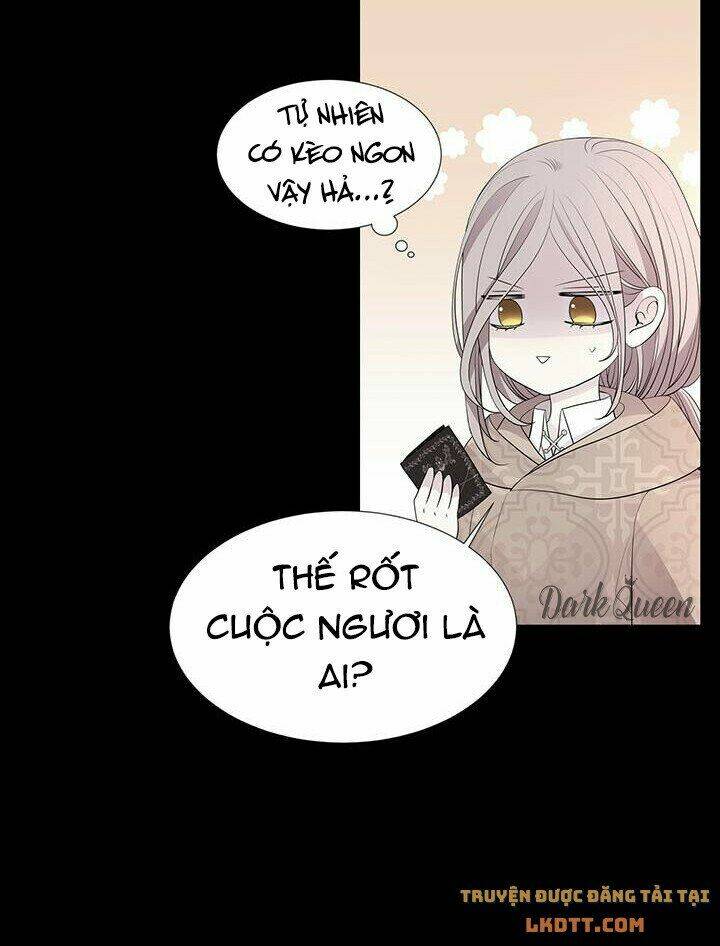 TỰ NHIÊN
CÓ KÈO NGON
VẬY HẢ...?
THẾ RỐT
CUỘC NGƯƠI LÀ
AI?
Dark Queen
TRUYỆN ĐƯỢC ĐĂNG TẢI TẠI
LKDTT.COM